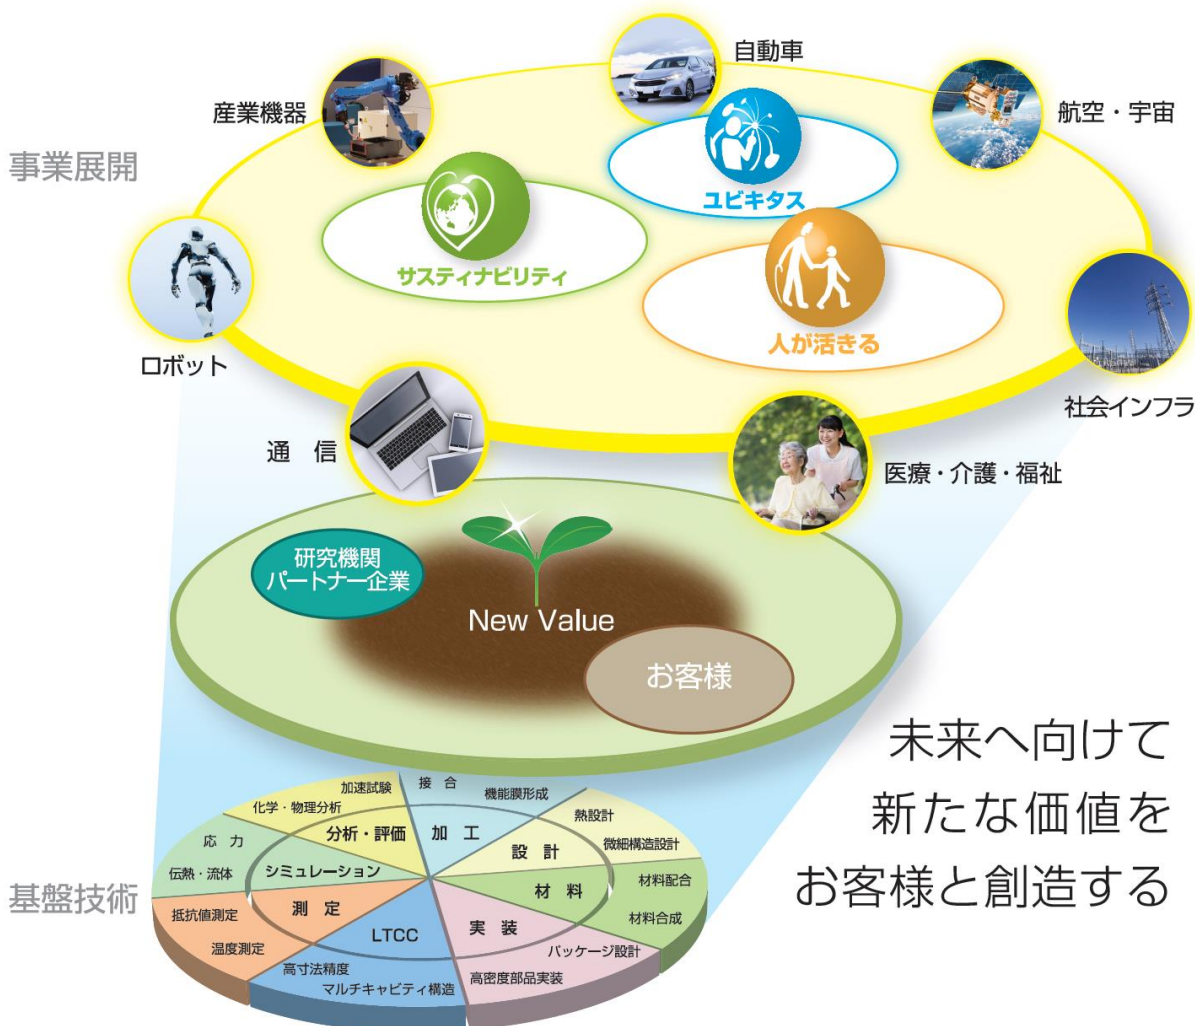 自動車
産業機器
航空・宇宙
事業展開
ユビキタス
サスティナビリティ
人が活きる
ロボット
社会インフラ
通 信
医療・介護・福祉
研究機関
パートナー企業
New Value
お客様
未来へ向けて
新たな価値を
お客様と創造する
基盤技術
加速試験
化学・物理分析
分析・評価
接 合
機能膜形成
加 工
熱設計
微細構造設計
設 計
材料配合
材料合成
材 料
パッケージ設計
高密度部品実装
実 装
LTCC
高寸法精度
マルチキャビティ構造
測 定
抵抗値測定
温度測定
シミュレーション
応 力
伝熱・流体